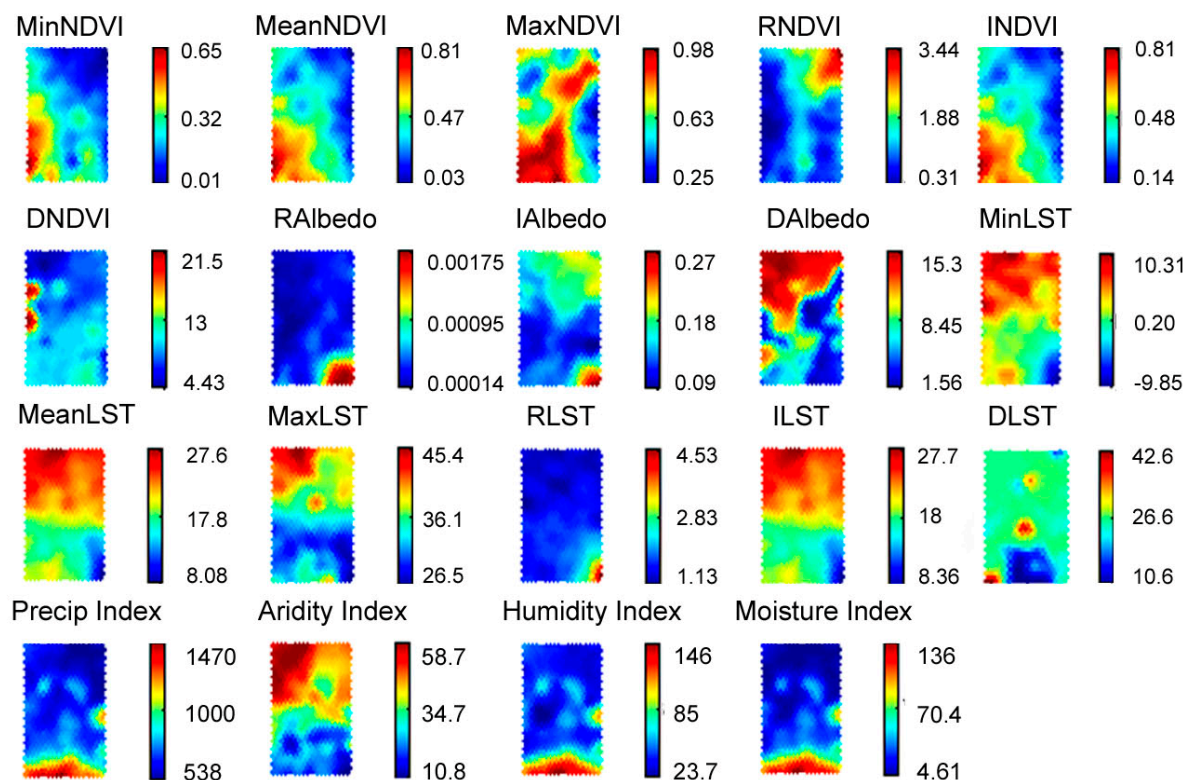 MinNDVI MeanNDVI MaxNDVI RNDVI INDVI
0.65 0.81 0.98 3.44 0.81
0.32 0.47 0.63 1.88 0.48
0.01 0.03 0.25 0.31 0.14
DNDVI RAlbedo IAlbedo DAlbedo MinLST
21.5 0.00175 0.27 15.3 10.31
13 0.00095 0.18 8.45 0.20
4.43 0.00014 0.09 1.56 -9.85
MeanLST MaxLST RLST ILST DLST
27.6 45.4 4.53 27.7 42.6
17.8 36.1 2.83 18 26.6
8.08 26.5 1.13 8.36 10.6
Precip Index Aridity Index Humidity Index Moisture Index
1470 58.7 146 136
1000 34.7 85 70.4
538 10.8 23.7 4.61